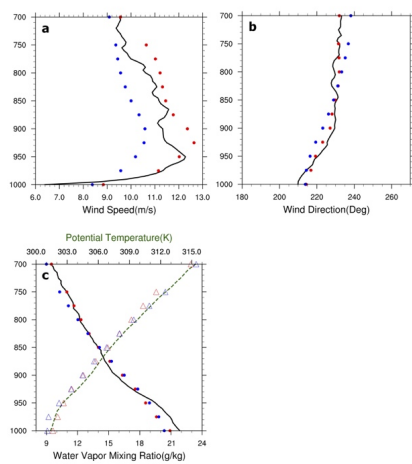 a
700
750
800
850
900
950
1000
6.0 7.0 8.0 9.0 10.0 11.0 12.0 13.0
Wind Speed(m/s)
b
700
750
800
850
900
950
1000
180 200 220 240 260
Wind Direction(Deg)
Potential Temperature(K)
300.0 303.0 306.0 309.0 312.0 315.0
c
700
750
800
850
900
950
1000
9 12 15 18 21 24
Water Vapor Mixing Ratio(g/kg)